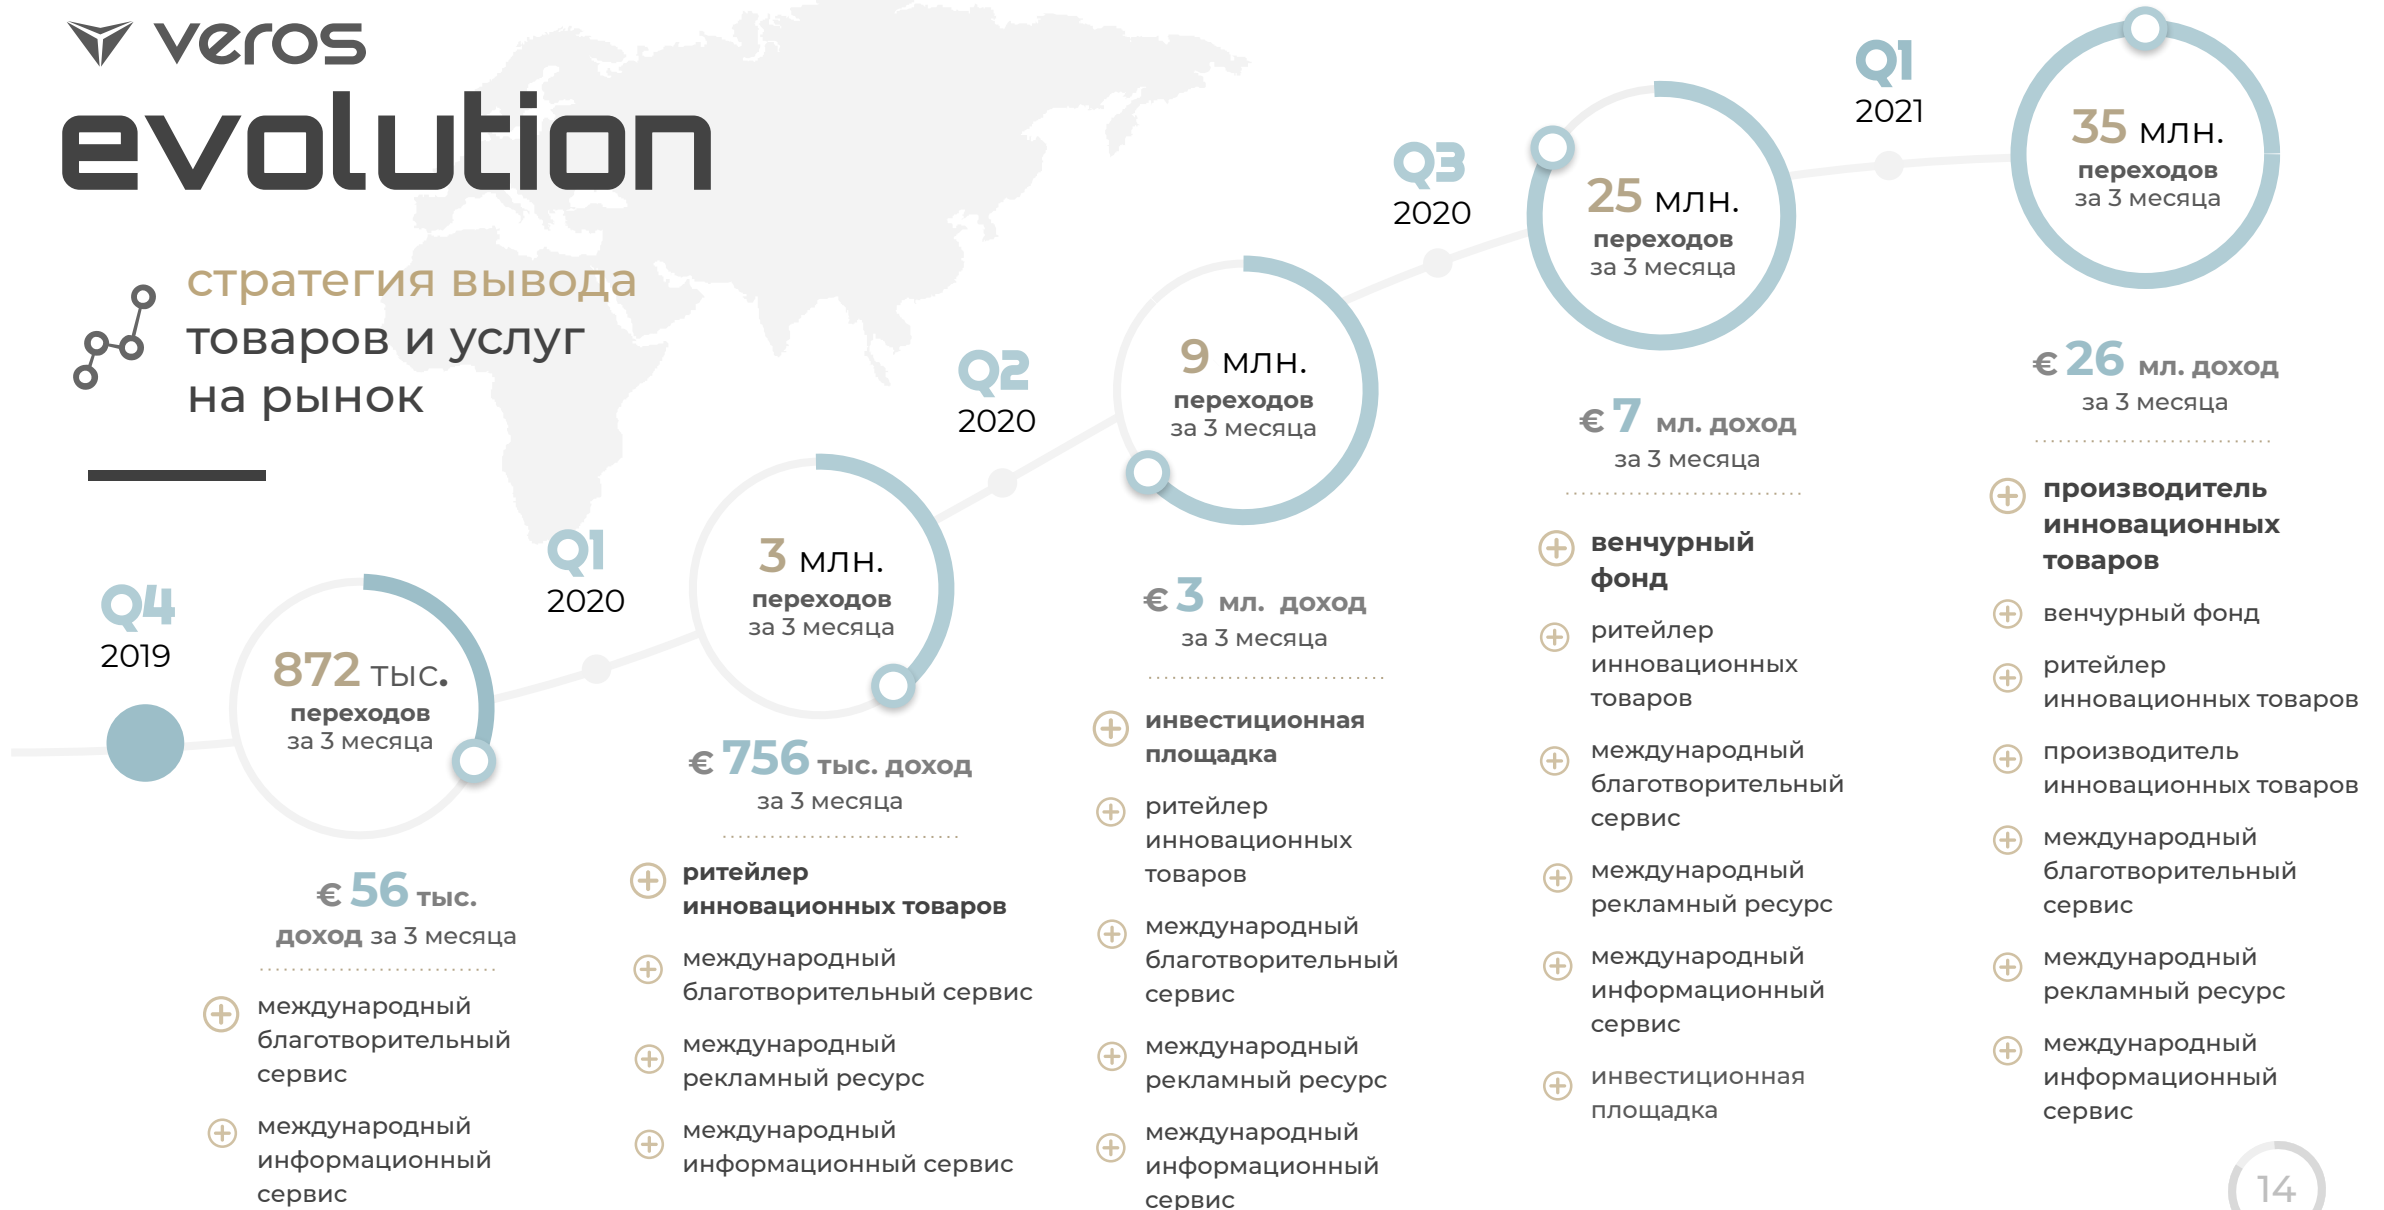 veros
evolution
стратегия вывода
товаров и услуг
на рынок
Q4
2019
872 тыс.
переходов
за 3 месяца
€ 56 тыс.
доход за 3 месяца
международный
благотворительный
сервис
международный
информационный
сервис
Q1
2020
3 млн.
переходов
за 3 месяца
€ 756 тыс. доход
за 3 месяца
ритейлер
инновационных товаров
международный
благотворительный сервис
международный
рекламный ресурс
международный
информационный сервис
Q2
2020
9 млн.
переходов
за 3 месяца
€ 3 мл. доход
за 3 месяца
инвестиционная
площадка
ритейлер
инновационных
товаров
международный
благотворительный
сервис
международный
рекламный ресурс
международный
информационный
сервис
Q3
2020
25 млн.
переходов
за 3 месяца
€ 7 мл. доход
за 3 месяца
венчурный
фонд
ритейлер
инновационных
товаров
международный
благотворительный
сервис
международный
рекламный ресурс
международный
информационный
сервис
инвестиционная
площадка
Q1
2021
35 млн.
переходов
за 3 месяца
€ 26 мл. доход
за 3 месяца
производитель
инновационных
товаров
венчурный фонд
ритейлер
инновационных товаров
производитель
инновационных товаров
международный
благотворительный
сервис
международный
рекламный ресурс
международный
информационный
сервис
14